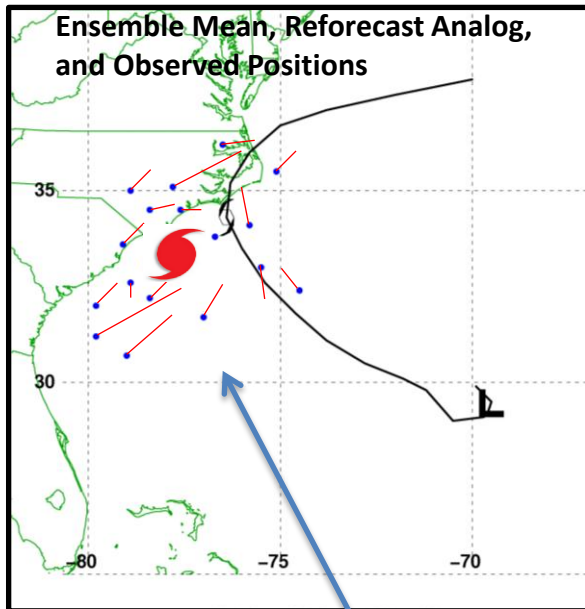 Ensemble Mean, Reforecast Analog,
and Observed Positions
35
30
L
−80
−75
−70